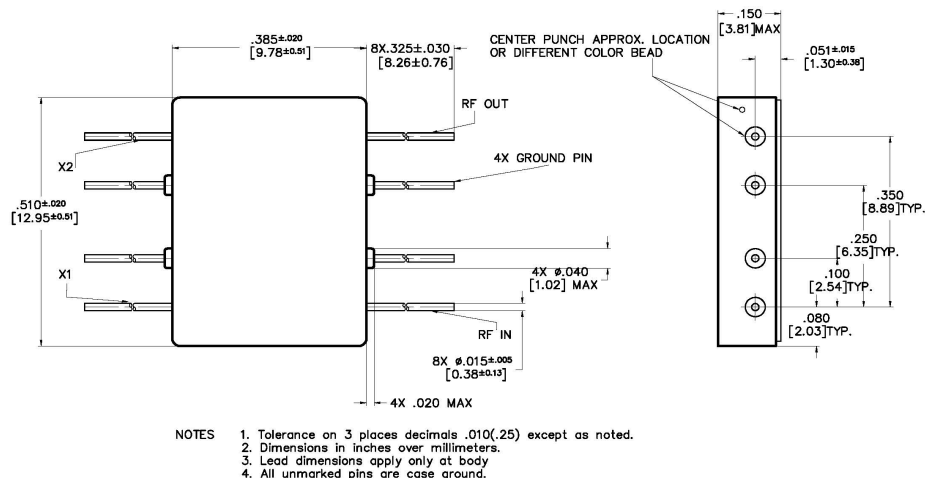 .385±.020
[9.78±0.51]
8X.325±.030
[8.26±0.76]
CENTER PUNCH APPROX. LOCATION
OR DIFFERENT COLOR BEAD
.150
[3.81]MAX
.051±.015
[1.30±0.38]
RF OUT
X2
4X GROUND PIN
.510±.020
[12.95±0.51]
.350
[8.89]TYP.
.250
[6.35]TYP.
X1
4X ø.040
[1.02] MAX
.100
[2.54]TYP.
RF IN
.080
[2.03]TYP.
8X ø.015±.005
[0.38±0.13]
4X .020 MAX
NOTES 1. Tolerance on 3 places decimals .010(.25) except as noted.
2. Dimensions in inches over millimeters.
3. Lead dimensions apply only at body
4. All unmarked pins are case ground.